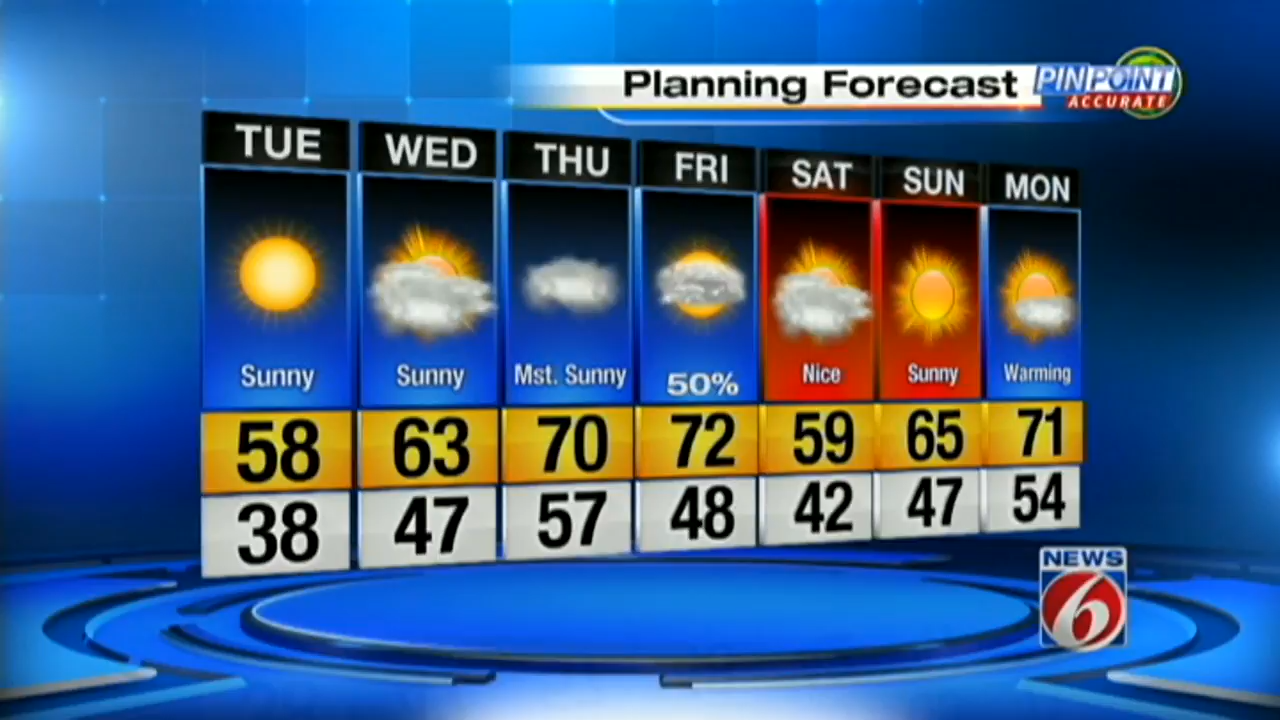 Planning Forecast
PINPOINT
ACCURATE
TUE WED THU FRI SAT SUN MON
Sunny Sunny Mst. Sunny 50% Nice Sunny Warming
58 63 70 72 59 65 71
38 47 57 48 42 47 54
NEWS
6